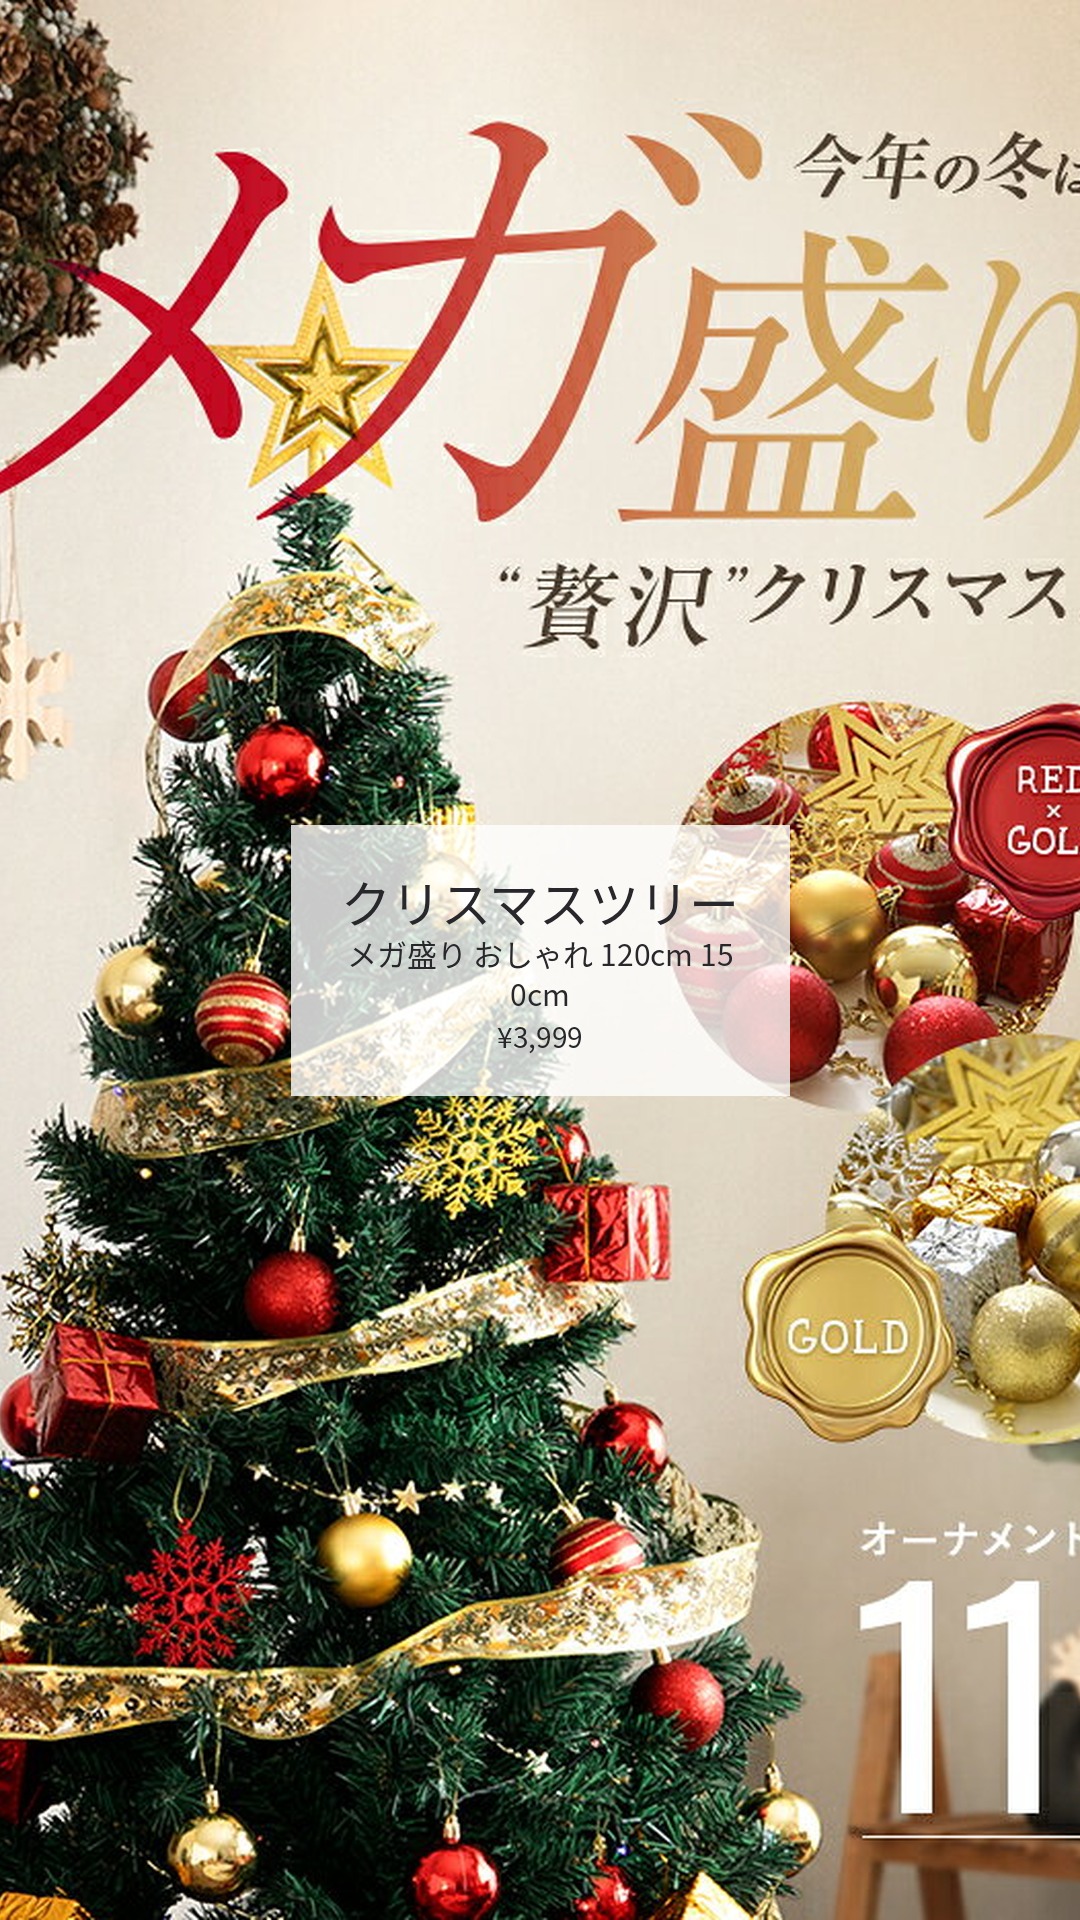 今年の冬は
メガ盛り
“贅沢”クリスマス
RED
×
GOL
クリスマスツリー
メガ盛り おしゃれ 120cm 15
0cm
¥3,999
GOLD
オーナメント
11